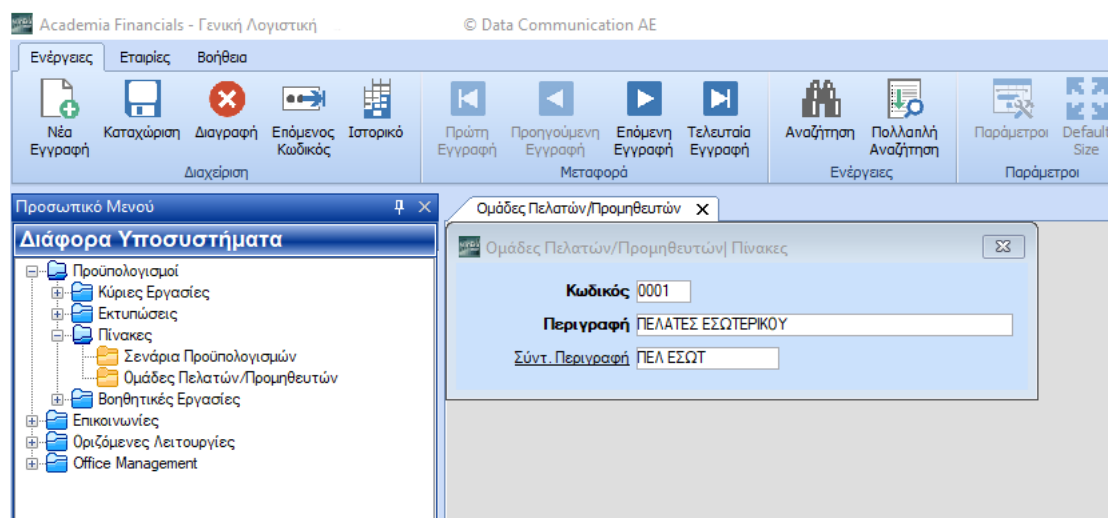 Academia Financials - Γενική Λογιστική © Data Communication AE
Ενέργειες Εταιρίες Βοήθεια
Νέα Εγγραφή Καταχώριση Διαγραφή Επόμενος Κωδικός Ιστορικό Πρώτη Εγγραφή Προηγούμενη Εγγραφή Επόμενη Εγγραφή Τελευταία Εγγραφή Αναζήτηση Πολλαπλή Αναζήτηση Παράμετροι Default Size
Διαχείριση Μεταφορά Ενέργειες Παράμετροι
Προσωπικό Μενού
Ομάδες Πελατών/Προμηθευτών
Διάφορα Υποσυστήματα
Προϋπολογισμοί
Κύριες Εργασίες
Εκτυπώσεις
Πίνακες
Σενάρια Προϋπολογισμών
Ομάδες Πελατών/Προμηθευτών
Βοηθητικές Εργασίες
Επικοινωνίες
Οριζόμενες Λειτουργίες
Office Management
Ομάδες Πελατών/Προμηθευτών| Πίνακες
Κωδικός 0001
Περιγραφή ΠΕΛΑΤΕΣ ΕΣΩΤΕΡΙΚΟΥ
Σύντ. Περιγραφή ΠΕΛ ΕΣΩΤ